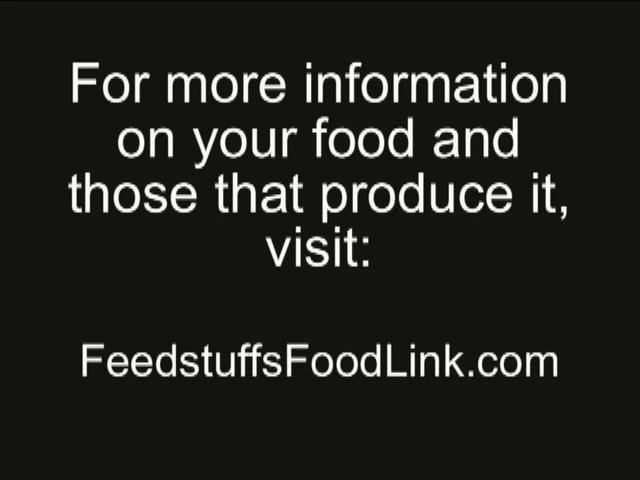 For more information
on your food and
those that produce it,
visit:
FeedstuffsFoodLink.com